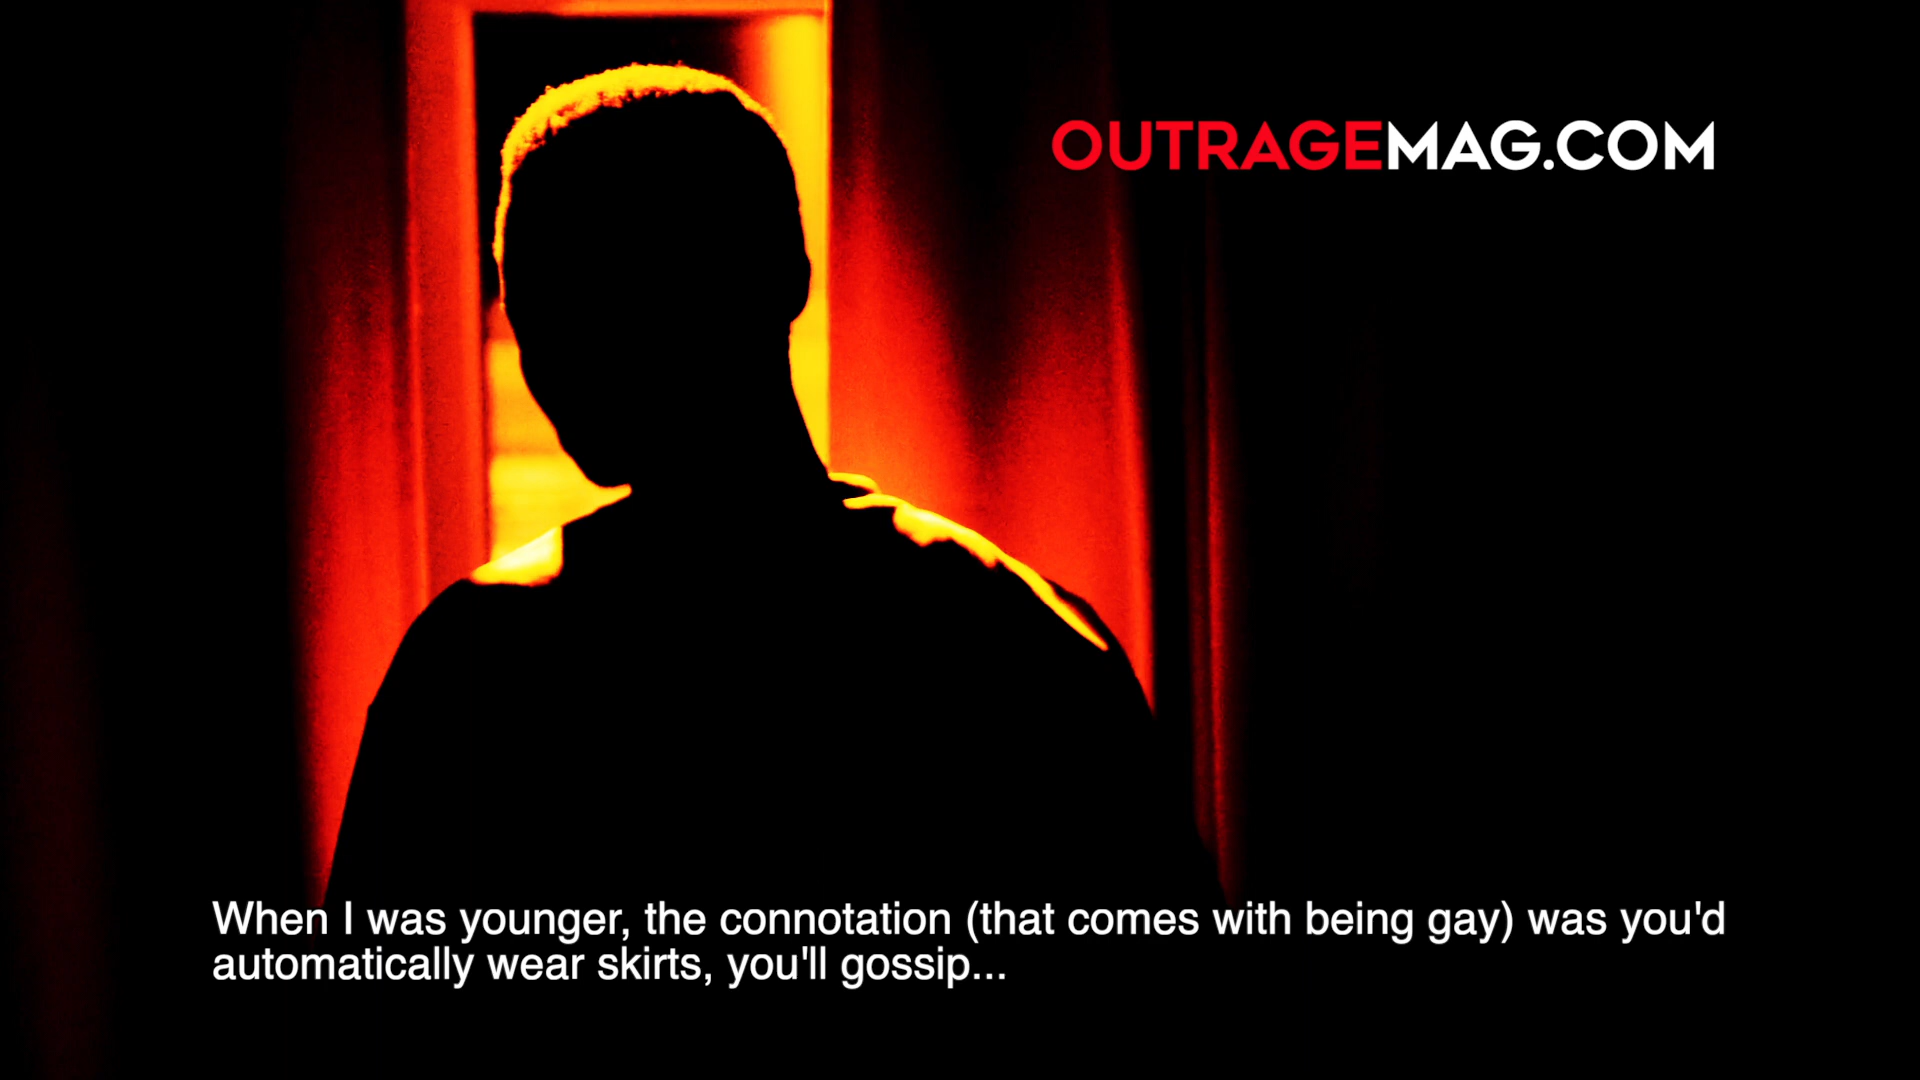 OUTRAGEMAG.COM
When I was younger, the connotation (that comes with being gay) was you'd
automatically wear skirts, you'll gossip...